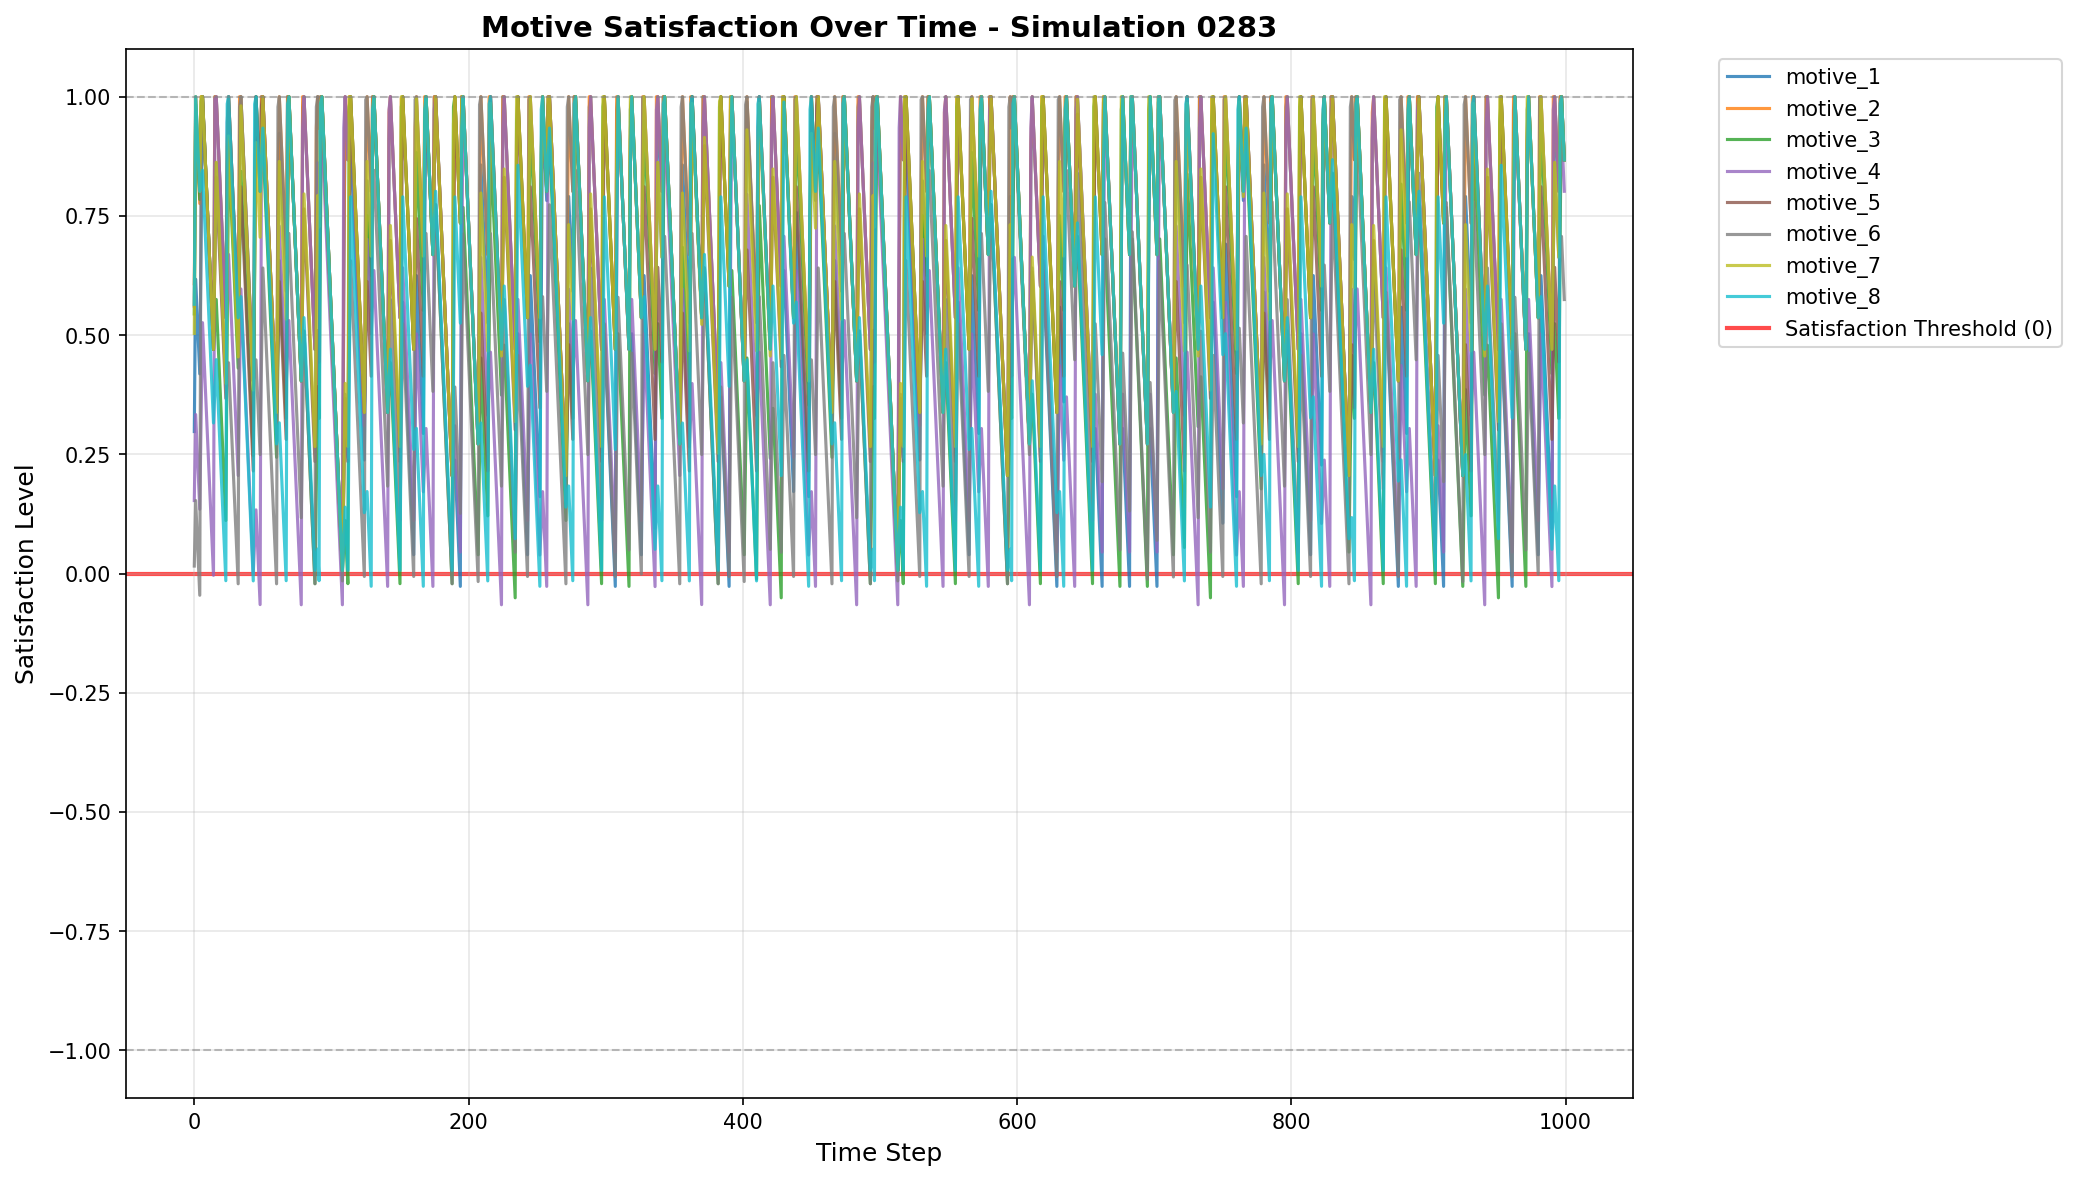 Motive Satisfaction Over Time - Simulation 0283
1.00
0.75
0.50
0.25
0.00
−0.25
−0.50
−0.75
−1.00
Satisfaction Level
0
200
400
600
800
1000
Time Step
motive_1
motive_2
motive_3
motive_4
motive_5
motive_6
motive_7
motive_8
Satisfaction Threshold (0)